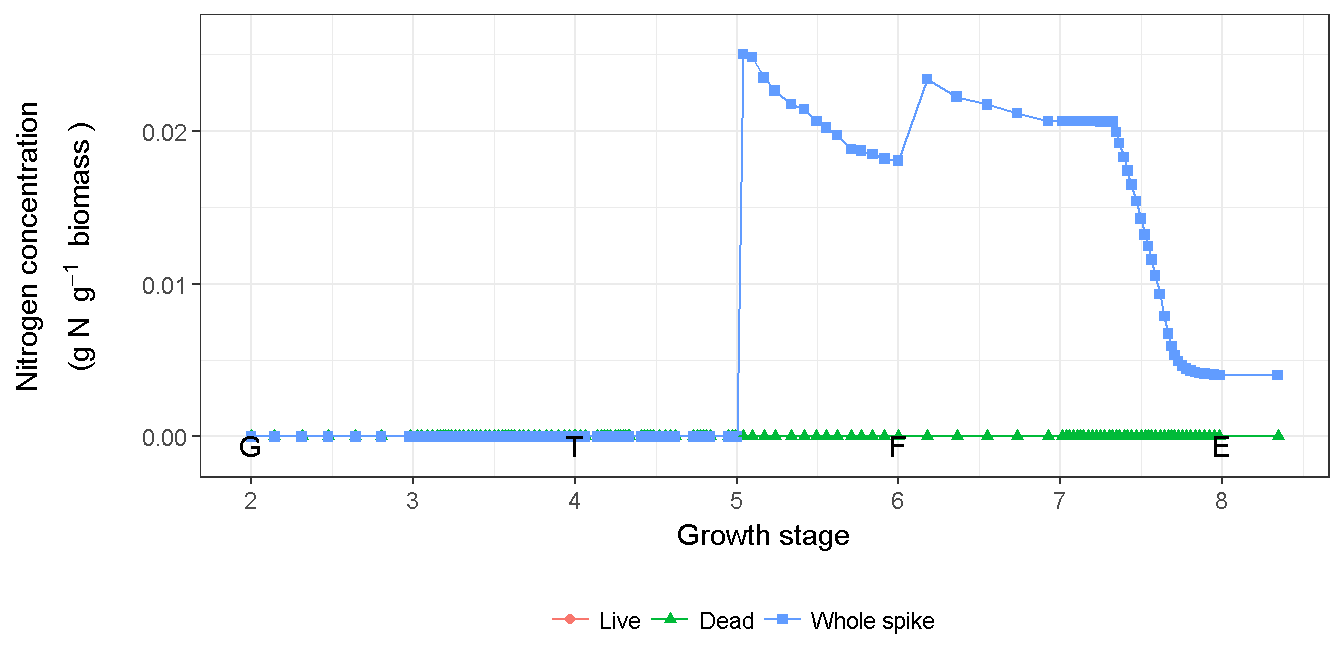 Nitrogen concentration
(g N g⁻¹ biomass )
0.02
0.01
0.00
G T F E
2 3 4 5 6 7 8
Growth stage
Live Dead Whole spike